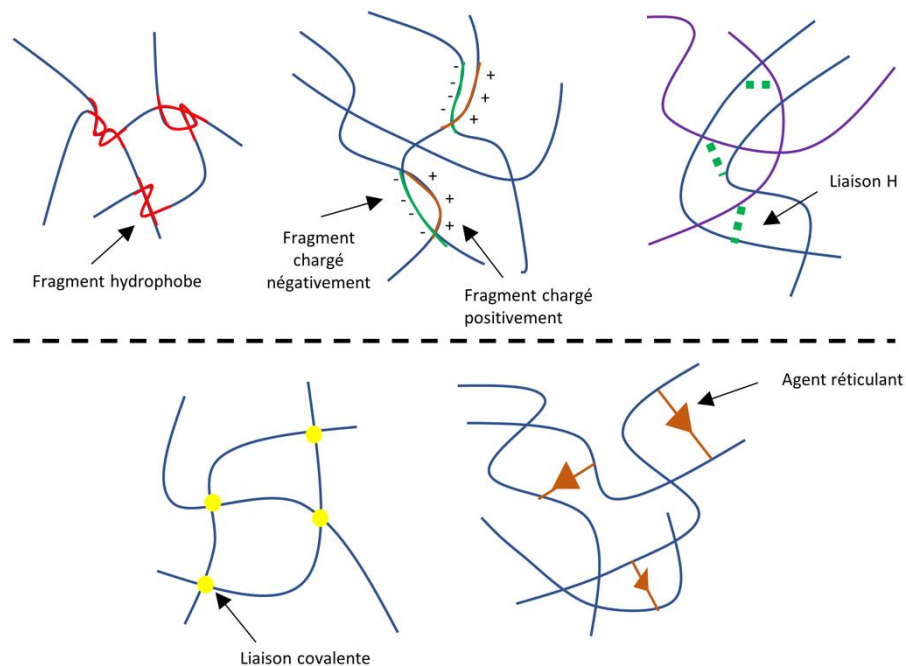 - +
- +
- +
- +
Liaison H
- +
- +
- +
- +
Fragment
chargé
négativement
Fragment hydrophobe
Fragment chargé
positivement
Agent réticulant
Liaison covalente